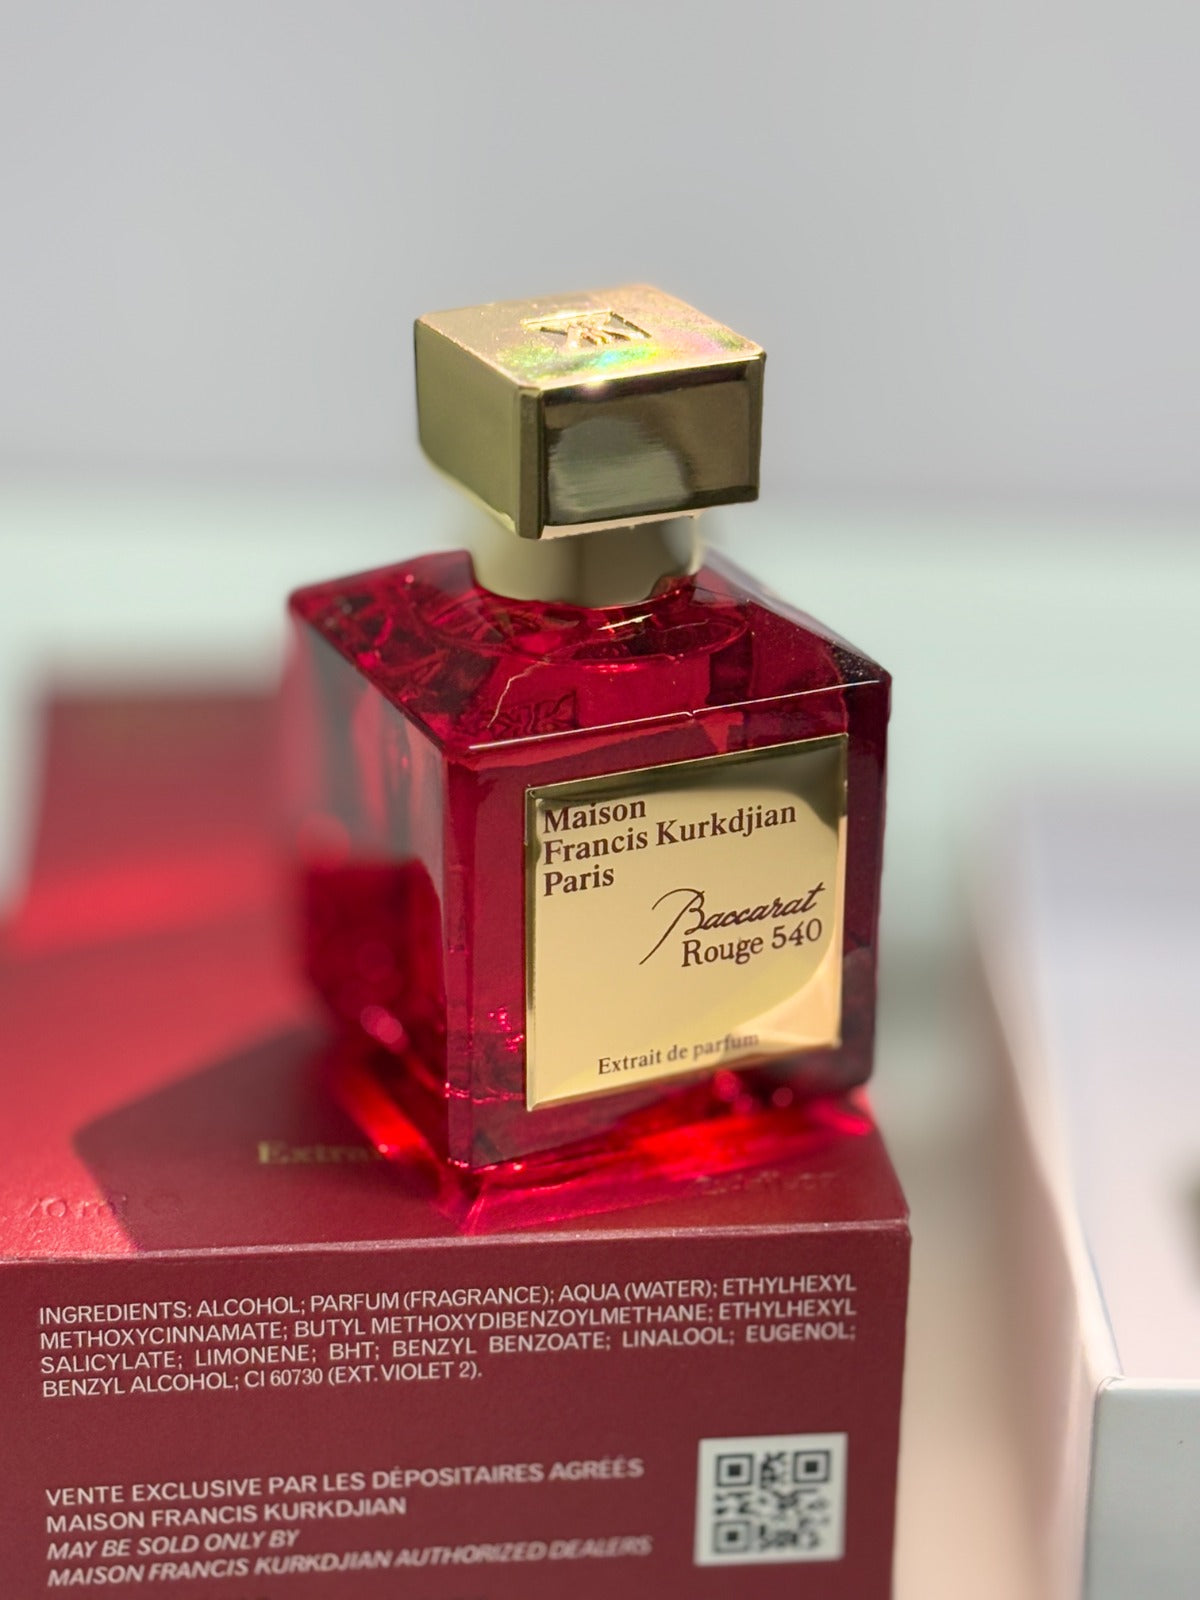 Maison
Francis Kurkdjian
Paris
Baccarat
Rouge 540
Extrait de parfum
70 ml
INGREDIENTS: ALCOHOL; PARFUM (FRAGRANCE); AQUA (WATER); ETHYLHEXYL
METHOXYCINNAMATE; BUTYL METHOXYDIBENZOYLMETHANE; ETHYLHEXYL
SALICYLATE; LIMONENE; BHT; BENZYL BENZOATE; LINALOOL; EUGENOL;
BENZYL ALCOHOL; CI 60730 (EXT. VIOLET 2).
VENTE EXCLUSIVE PAR LES DÉPOSITAIRES AGRÉÉS
MAISON FRANCIS KURKDJIAN
MAY BE SOLD ONLY BY
MAISON FRANCIS KURKDJIAN AUTHORIZED DEALERS